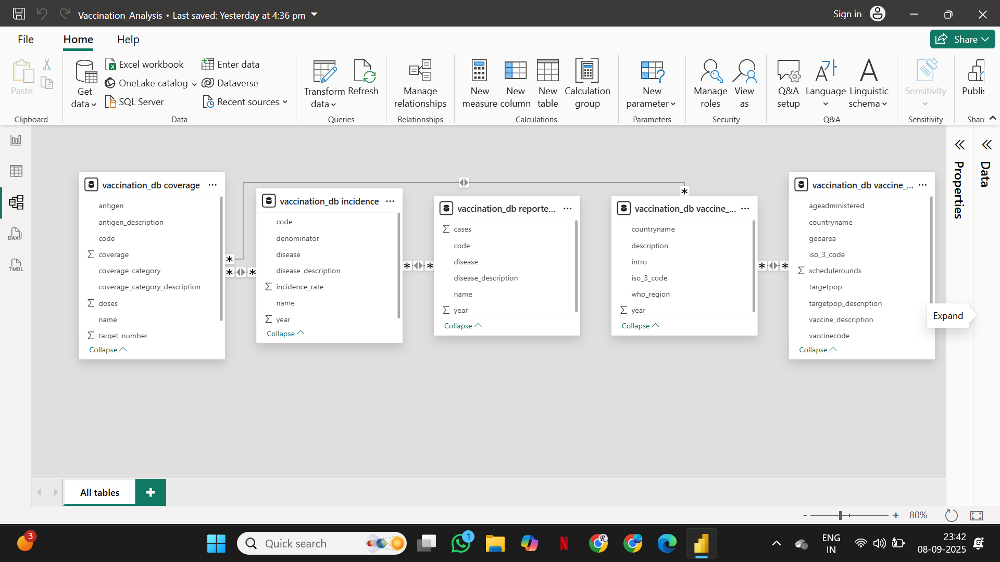 Vaccination_Analysis • Last saved: Yesterday at 4:36 pm
Sign in
File
Home
Help
Share
Paste
Clipboard
Get data
Excel workbook
OneLake catalog
SQL Server
Enter data
Dataverse
Recent sources
Data
Transform data
Refresh
Queries
Manage relationships
Relationships
New measure
New column
New table
Calculation group
Calculations
New parameter
Parameters
Manage roles
View as
Security
Q&A setup
Language
Linguistic schema
Q&A
Sensitivity
Sensitivity
Publis
Share
DAX
TMDL
vaccination_db coverage ...
antigen
antigen_description
code
Σ coverage
coverage_category
coverage_category_description
Σ doses
name
Σ target_number
Collapse
vaccination_db incidence ...
code
denominator
disease
disease_description
Σ incidence_rate
name
Σ year
Collapse
vaccination_db reporte... ...
Σ cases
code
disease
disease_description
name
Σ year
Collapse
vaccination_db vaccine_... ...
countryname
description
intro
iso_3_code
who_region
Σ year
Collapse
vaccination_db vaccine_... ...
ageadministered
countryname
geoarea
iso_3_code
Σ schedulerounds
targetpop
targetpop_description
vaccine_description
vaccinecode
Collapse
Expand
Properties
Data
All tables
+
- + 80%
3
Quick search
1
N
R
ENG
IN
23:42
08-09-2025